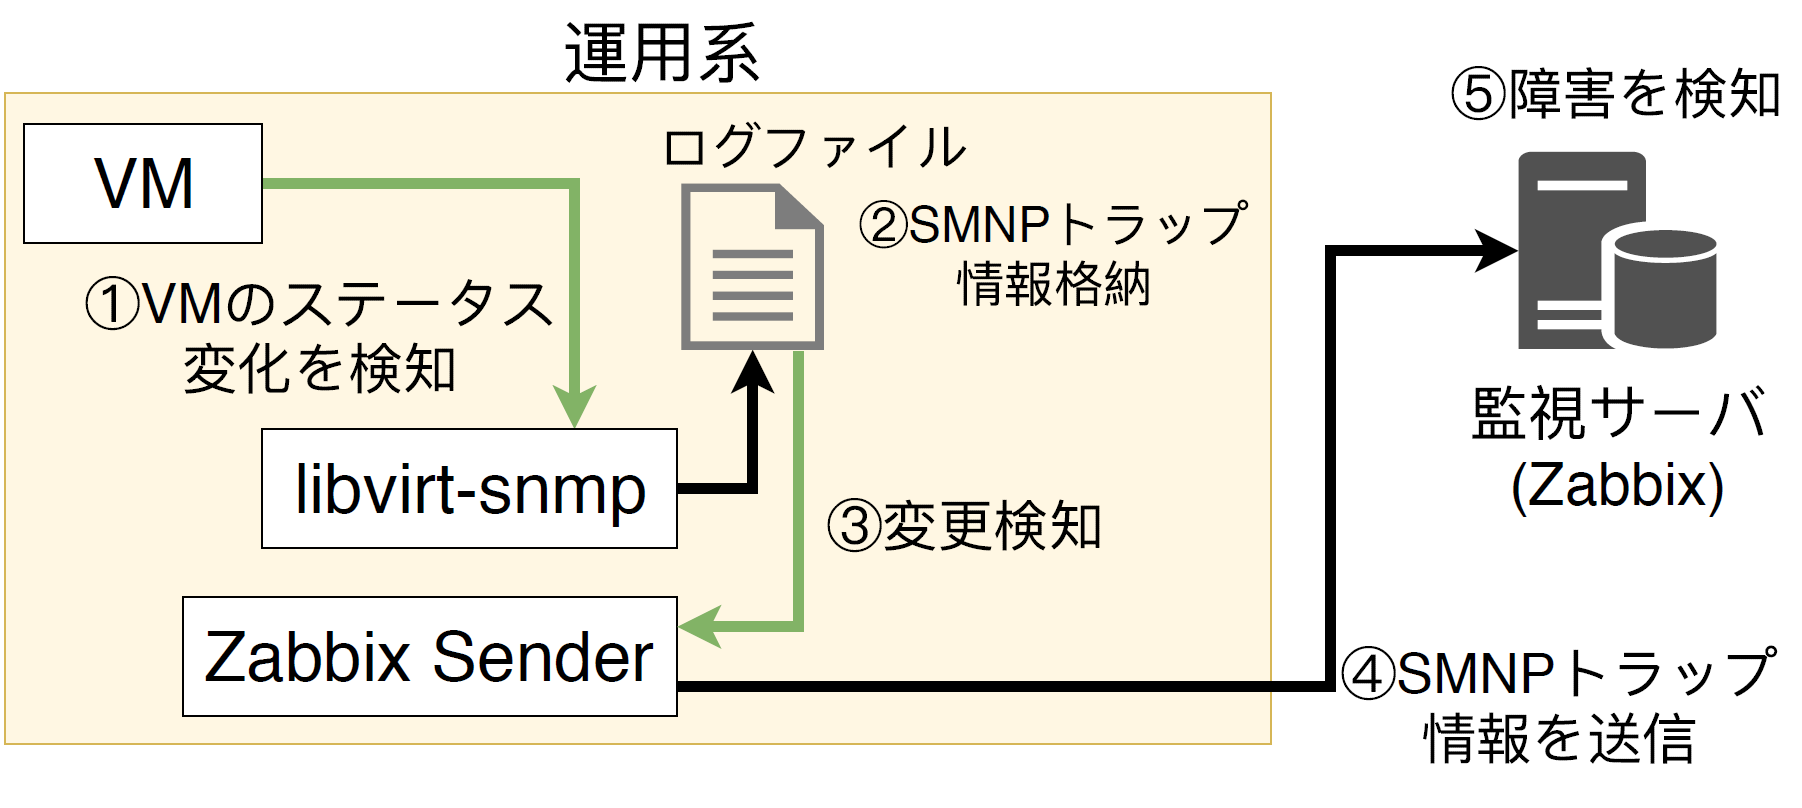 運用系
VM
①VMのステータス
変化を検知
ログファイル
②SMNPトラップ
情報格納
libvirt-snmp
③変更検知
Zabbix Sender
④SMNPトラップ
情報を送信
⑤障害を検知
監視サーバ
(Zabbix)